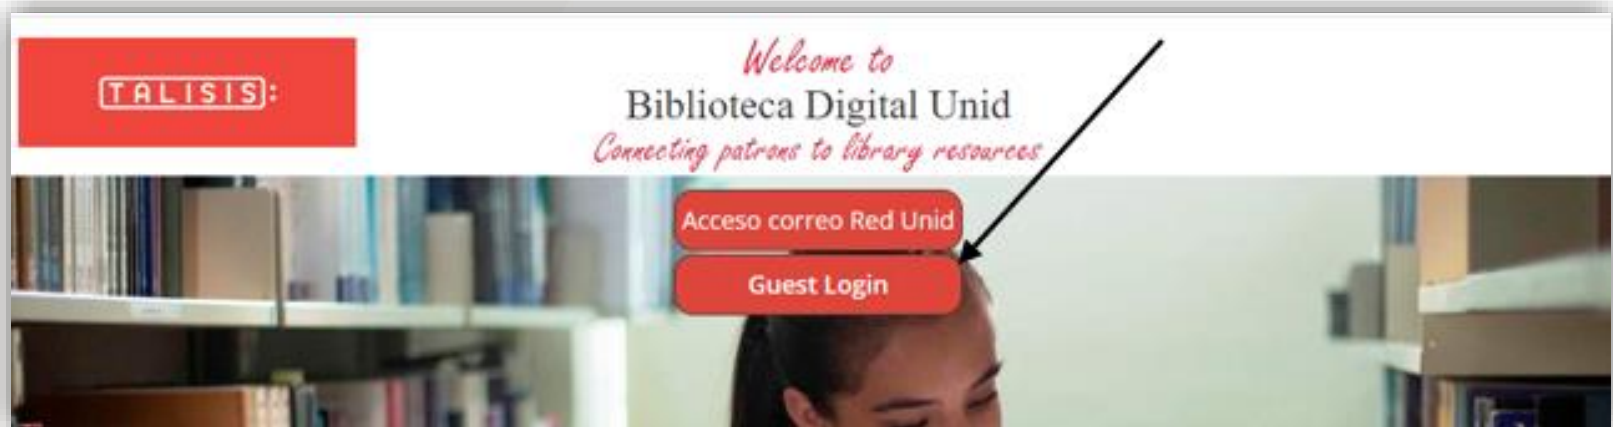 TALISIS:
Welcome to
Biblioteca Digital Unid
Connecting patrons to library resources
Acceso correo Red Unid
Guest Login